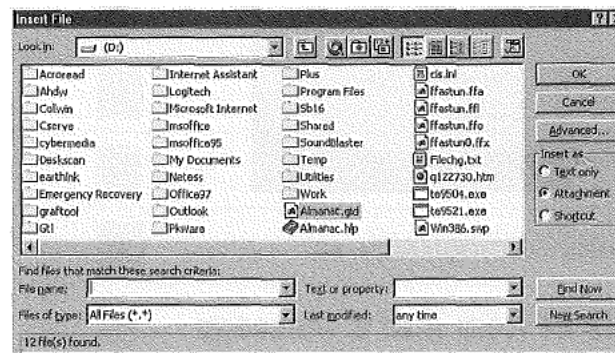 Insert File
Look in: (D:)
Acroread
Ahdw
Collwin
Cserve
cybermedia
Deskscan
earthlnk
Emergency Recovery
graftool
Gtl
Internet Assistant
Logitech
Microsoft Internet
msoffice
msoffice95
My Documents
Netess
Office97
Outlook
Pkware
Plus
Program Files
Sb16
Shared
SoundBlaster
Temp
Utilities
Work
Almanac.gid
Almanac.hlp
cis.ini
ffastun.ffa
ffastun.ffl
ffastun.ffo
ffastun0.ffx
Filechg.txt
q122730.htm
te9504.exe
te9521.exe
Win386.swp
OK
Cancel
Advanced...
Insert as
Text only
Attachment
Shortcut
Find files that match these search criteria:
File name: Text or property: Find Now
Files of type: All Files (*.*) Last modified: any time New Search
12 file(s) found.